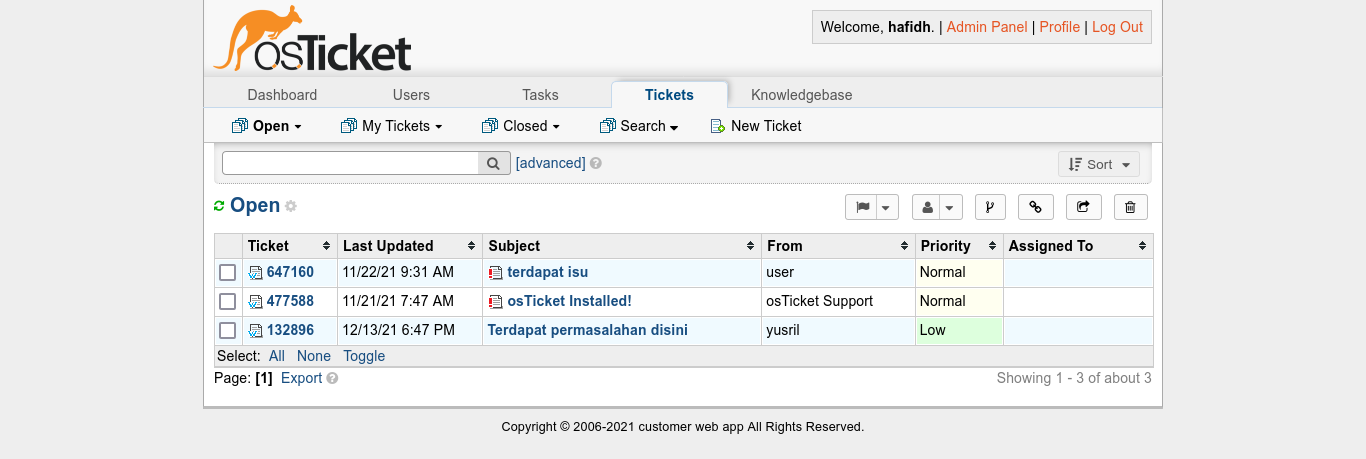 osTicket
Welcome, hafidh. | Admin Panel | Profile | Log Out
Dashboard Users Tasks Tickets Knowledgebase
Open My Tickets Closed Search New Ticket
[advanced] Sort
Open
Ticket Last Updated Subject From Priority Assigned To
647160 11/22/21 9:31 AM terdapat isu user Normal
477588 11/21/21 7:47 AM osTicket Installed! osTicket Support Normal
132896 12/13/21 6:47 PM Terdapat permasalahan disini yusril Low
Select: All None Toggle
Page: [1] Export Showing 1 - 3 of about 3
Copyright © 2006-2021 customer web app All Rights Reserved.